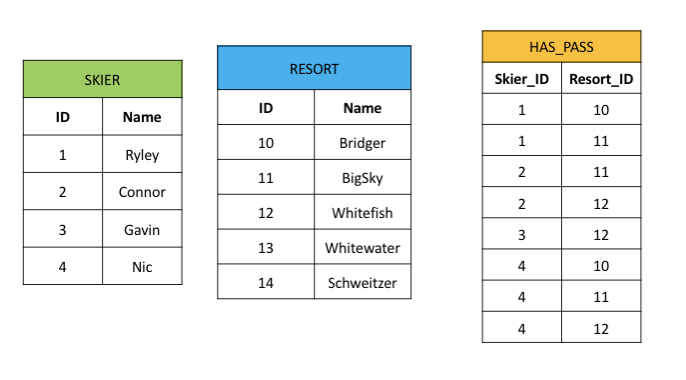 SKIER
ID Name
1 Ryley
2 Connor
3 Gavin
4 Nic
RESORT
ID Name
10 Bridger
11 BigSky
12 Whitefish
13 Whitewater
14 Schweitzer
HAS_PASS
Skier_ID Resort_ID
1 10
1 11
2 11
2 12
3 12
4 10
4 11
4 12